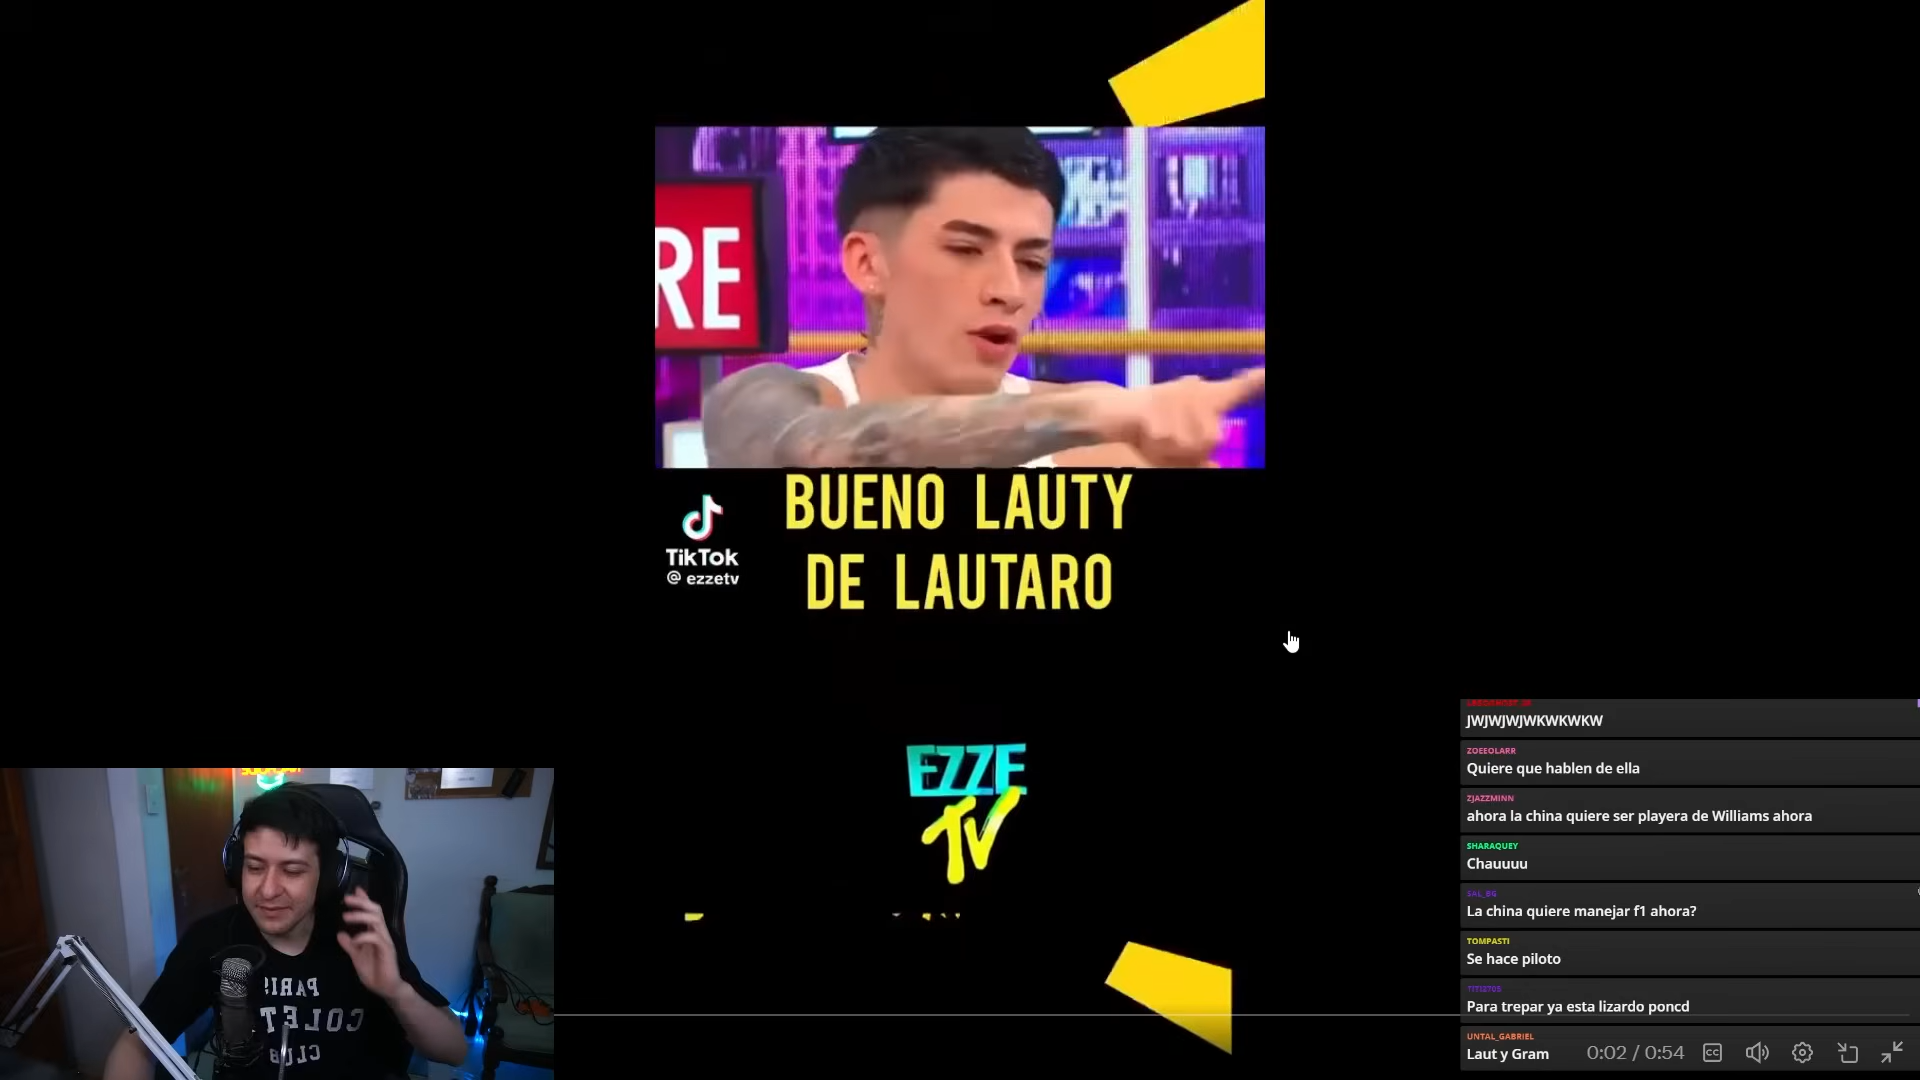 RE
BUENO LAUTY
DE LAUTARO
TikTok
@ ezzetv
EZZE
TV
PARIS
COLET
CLUB
JWJWJWJWKWKWKW
ZOEEOLARR
Quiere que hablen de ella
ZJAZZMINN
ahora la china quiere ser playera de Williams ahora
SHARAQUEY
Chauuuu
SAL_BG
La china quiere manejar f1 ahora?
TOMPASTI
Se hace piloto
Para trepar ya esta lizardo poncd
UNTAL_GABRIEL
Laut y Gram
0:02 / 0:54
CC